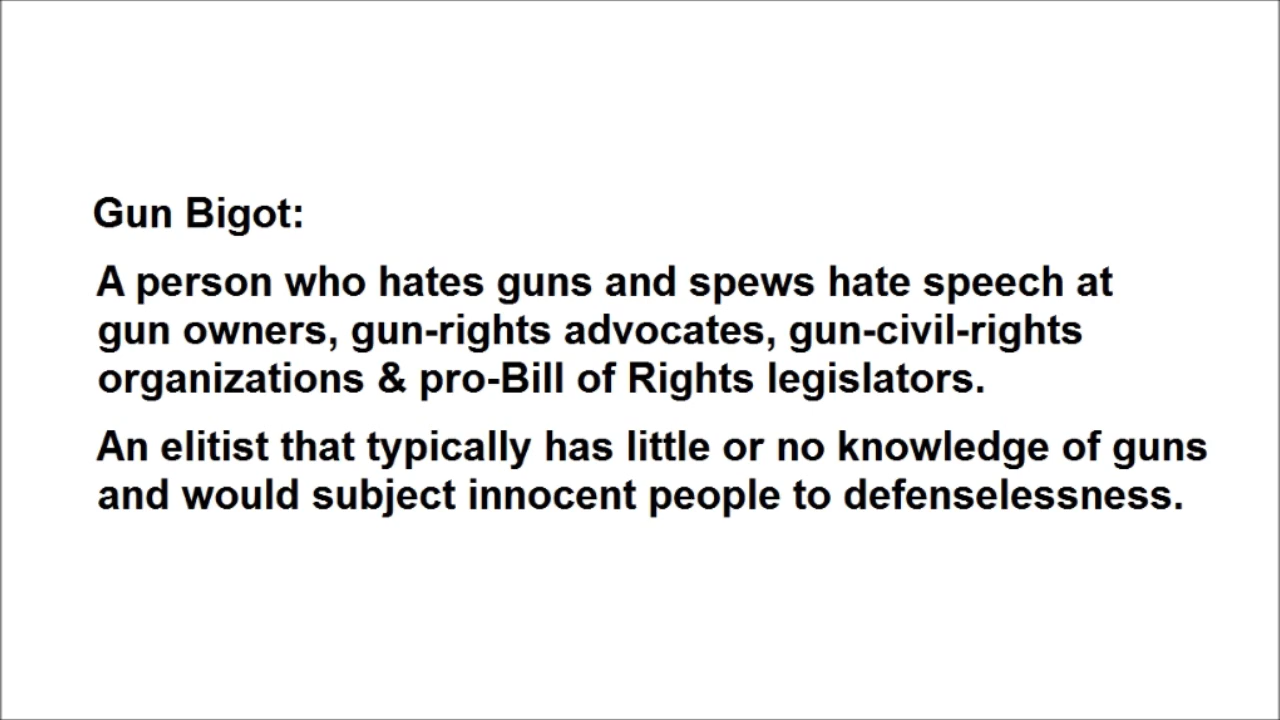 Gun Bigot:
A person who hates guns and spews hate speech at
gun owners, gun-rights advocates, gun-civil-rights
organizations & pro-Bill of Rights legislators.
An elitist that typically has little or no knowledge of guns
and would subject innocent people to defenselessness.